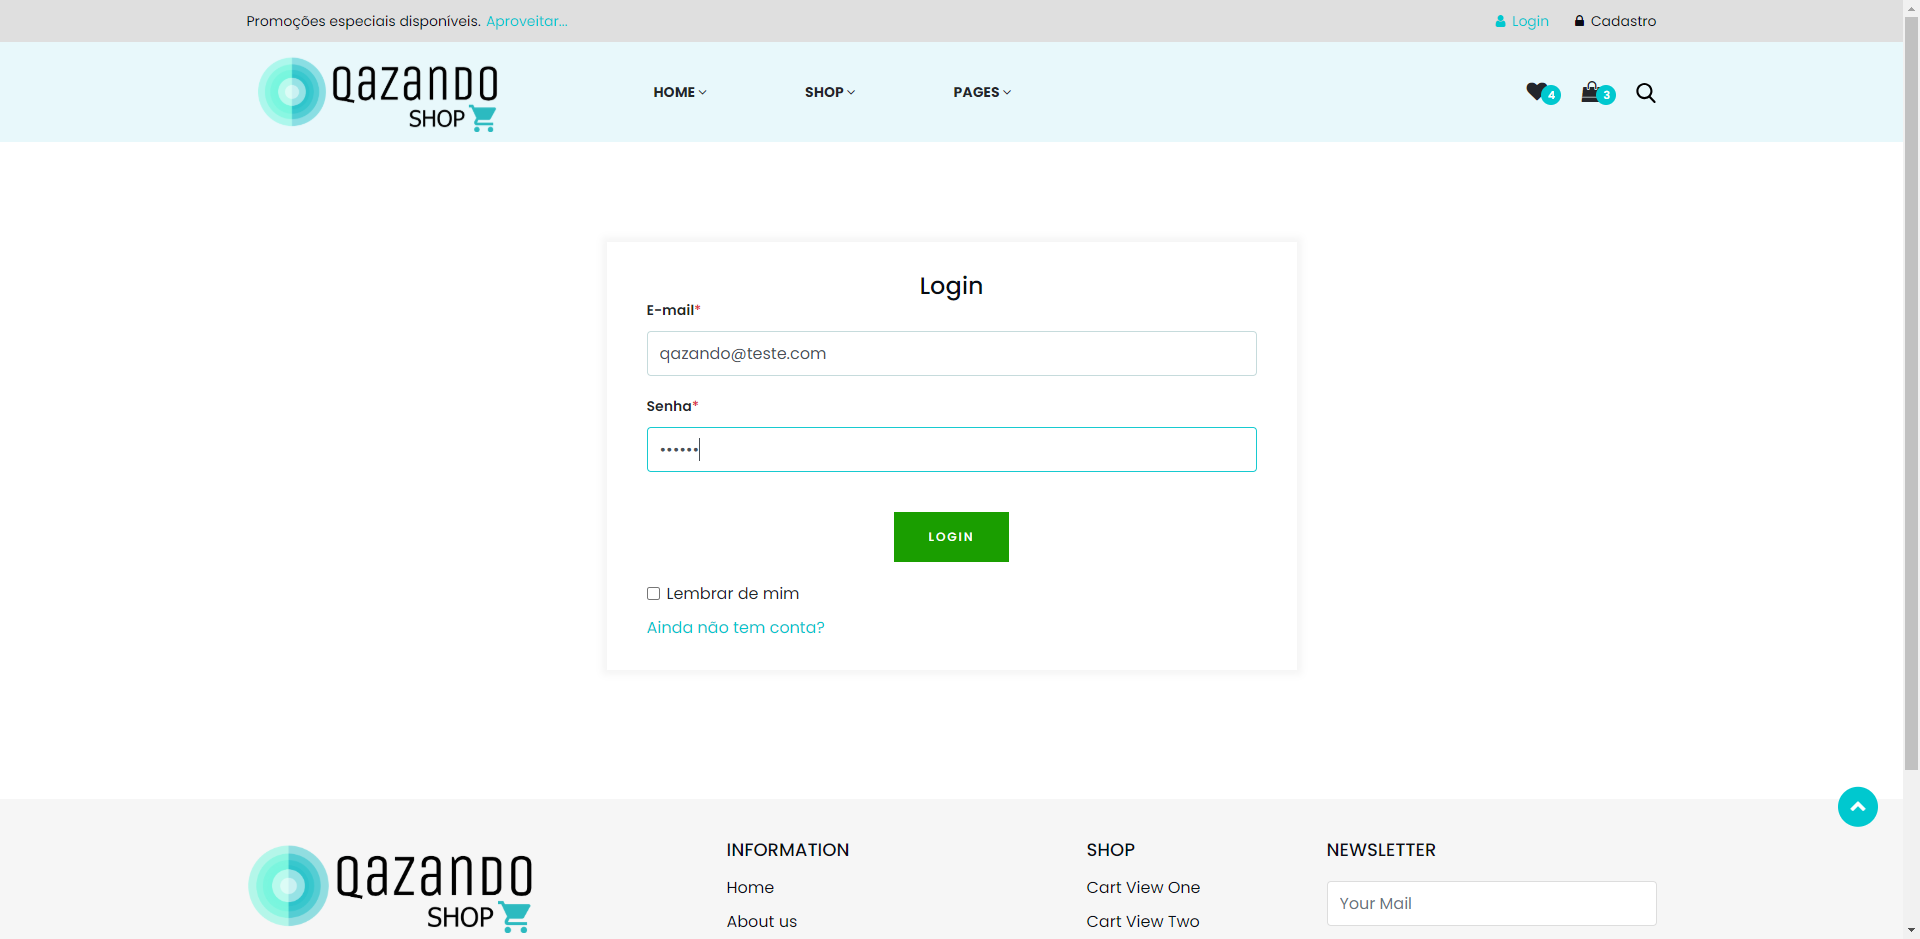 Promoções especiais disponíveis. Aproveitar...
Login
Cadastro
QAZANDO
SHOP
HOME
SHOP
PAGES
4
3
Login
E-mail*
qazando@teste.com
Senha*
••••••
LOGIN
Lembrar de mim
Ainda não tem conta?
QAZANDO
SHOP
INFORMATION
Home
About us
SHOP
Cart View One
Cart View Two
NEWSLETTER
Your Mail